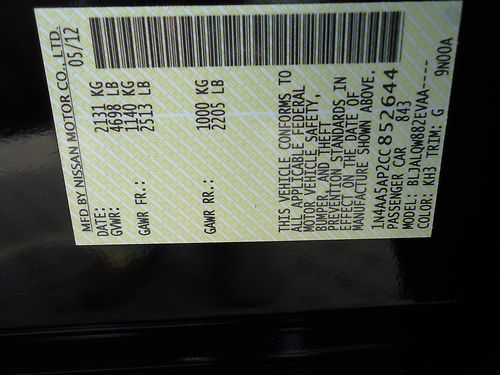 MFD BY NISSAN MOTOR CO., LTD.
DATE: 05/12
GVWR: 2131 KG
4698 LB
GAWR FR.: 1140 KG
2513 LB
GAWR RR.: 1000 KG
2205 LB
THIS VEHICLE CONFORMS TO
ALL APPLICABLE FEDERAL
MOTOR VEHICLE SAFETY,
BUMPER AND THEFT
PREVENTION STANDARDS IN
EFFECT ON THE DATE OF
MANUFACTURE SHOWN ABOVE.
1N4AA5AP2CC852644
PASSENGER CAR 843
MODEL: BLJALQW882EVAA----
COLOR: KH3 TRIM: G 9N00A